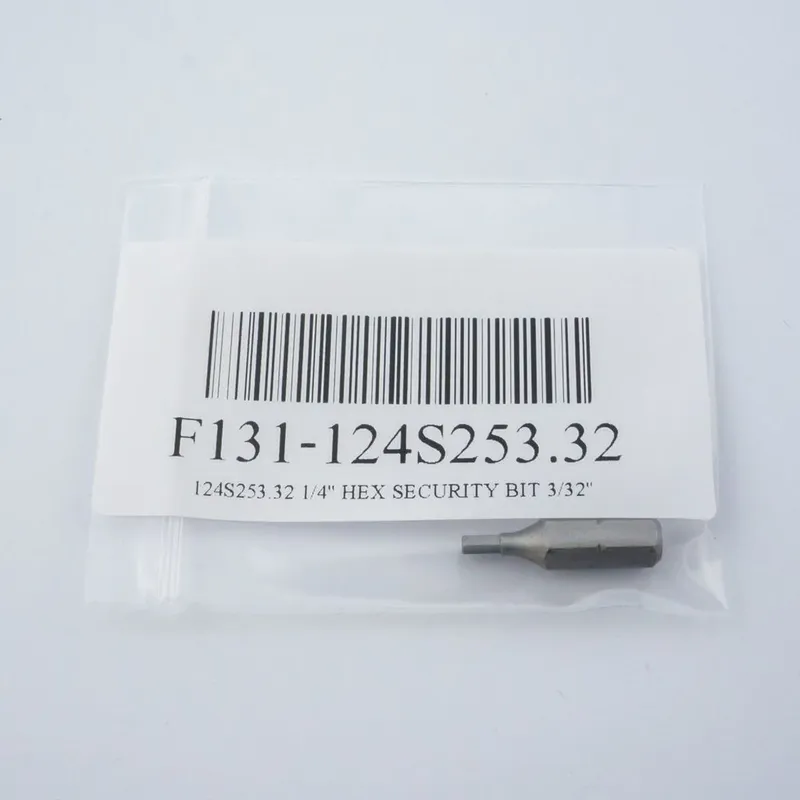 F131-124S253.32
124S253.32 1/4" HEX SECURITY BIT 3/32"